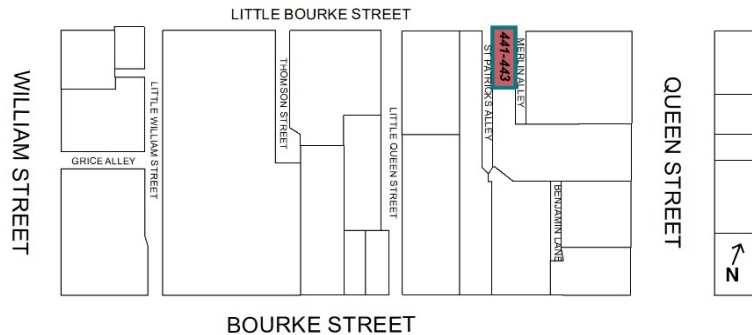 LITTLE BOURKE STREET
WILLIAM STREET
LITTLE WILLIAM STREET
GRICE ALLEY
THOMSON STREET
LITTLE QUEEN STREET
ST PATRICKS ALLEY
441-443
MERLIN ALLEY
BENJAMIN LANE
QUEEN STREET
N
BOURKE STREET